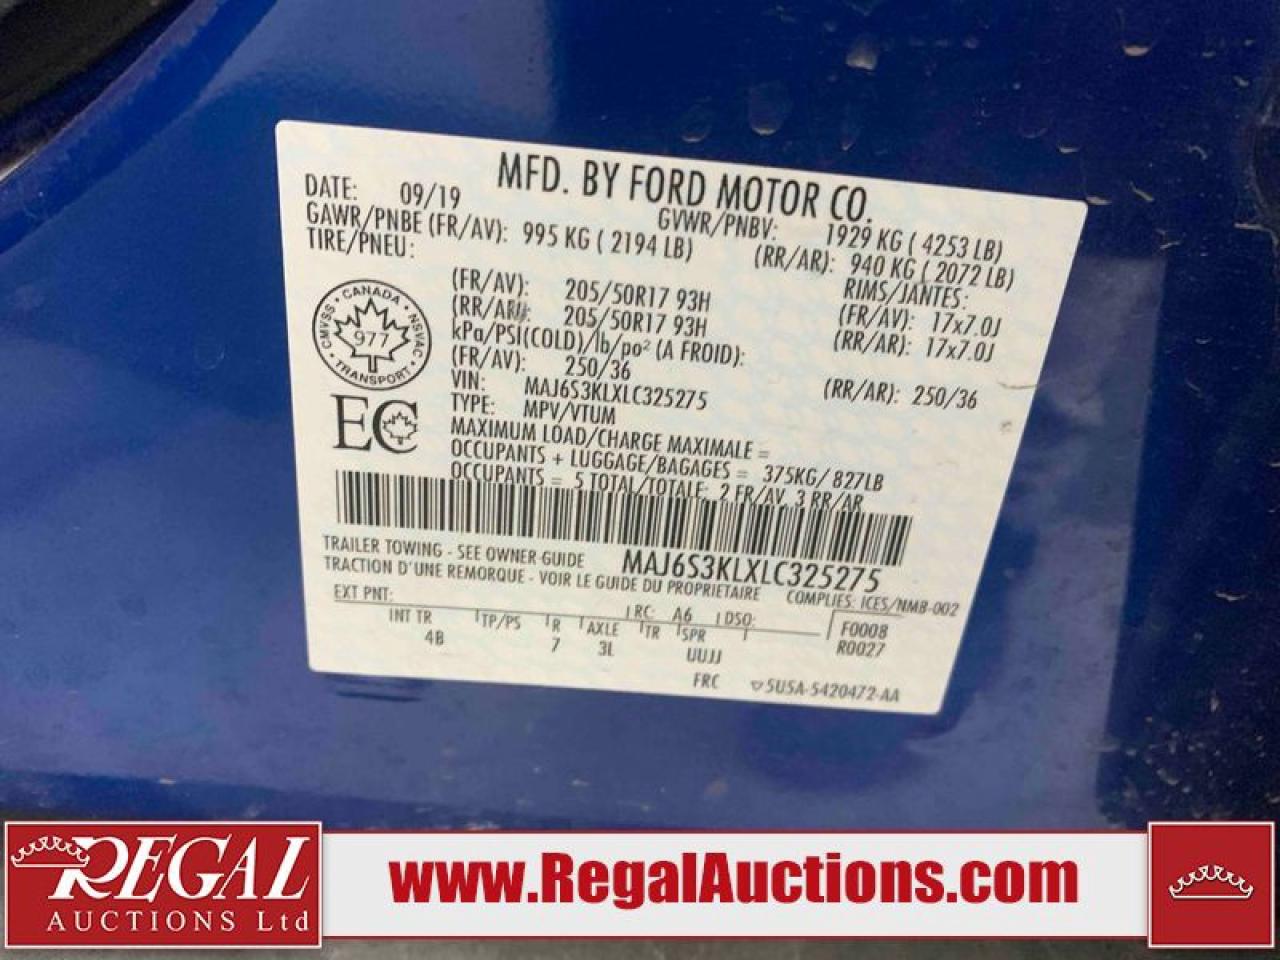 MFD. BY FORD MOTOR CO.
DATE: 09/19 GVWR/PNBV: 1929 KG ( 4253 LB)
GAWR/PNBE (FR/AV): 995 KG ( 2194 LB) (RR/AR): 940 KG ( 2072 LB)
TIRE/PNEU: RIMS/JANTES:
(FR/AV): 205/50R17 93H (FR/AV): 17x7.0J
(RR/AR): 205/50R17 93H (RR/AR): 17x7.0J
kPa/PSI(COLD)/lb/po² (A FROID):
(FR/AV): 250/36 (RR/AR): 250/36
VIN: MAJ6S3KLXLC325275
TYPE: MPV/VTUM
MAXIMUM LOAD/CHARGE MAXIMALE =
OCCUPANTS + LUGGAGE/BAGAGES = 375KG/ 827LB
OCCUPANTS = 5 TOTAL/TOTALE: 2 FR/AV, 3 RR/AR
CANADA
CMVSS • NSVAC
977
TRANSPORT
EC
TRAILER TOWING - SEE OWNER GUIDE MAJ6S3KLXLC325275
TRACTION D'UNE REMORQUE - VOIR LE GUIDE DU PROPRIETAIRE COMPLIES: ICES/NMB-002
EXT PNT: RC: A6 DSO:
INT TR TP/PS R AXLE TR SPR F0008
4B 7 3L UUJJ R0027
FRC 5U5A-5420472-AA
REGAL
AUCTIONS Ltd
www.RegalAuctions.com